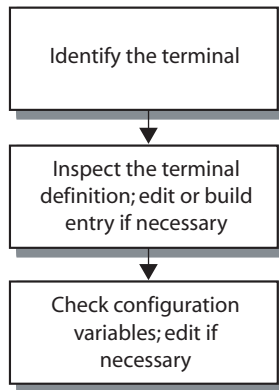 Identify the terminal
Inspect the terminal
definition; edit or build
entry if necessary
Check configuration
variables; edit if
necessary